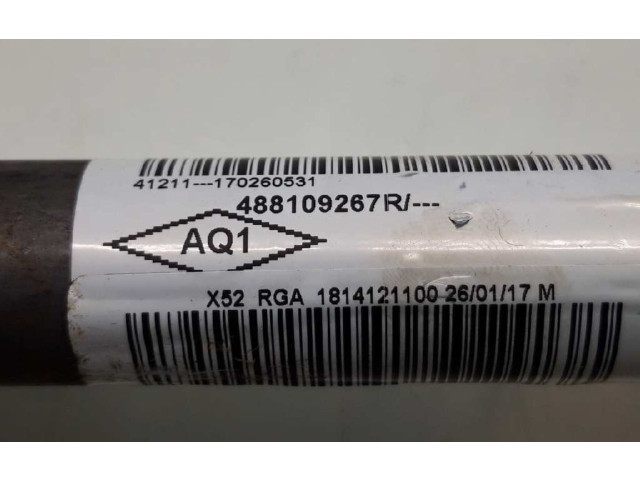 41211---170260531
488109267R/---
AQ1
X52 RGA 1814121100 26/01/17 M